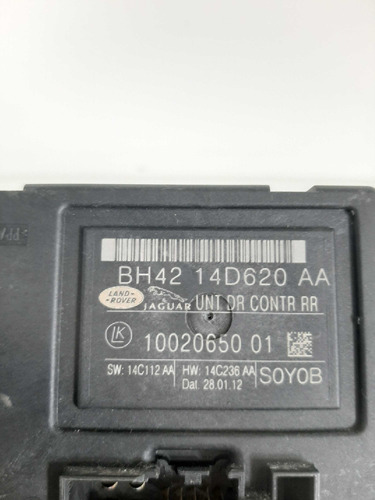 BH42 14D620 AA
LAND-
ROVER
JAGUAR UNT DR CONTR RR
LK 10020650 01
SW: 14C112 AA HW: 14C236 AA S0Y0B
Dat. 28.01.12